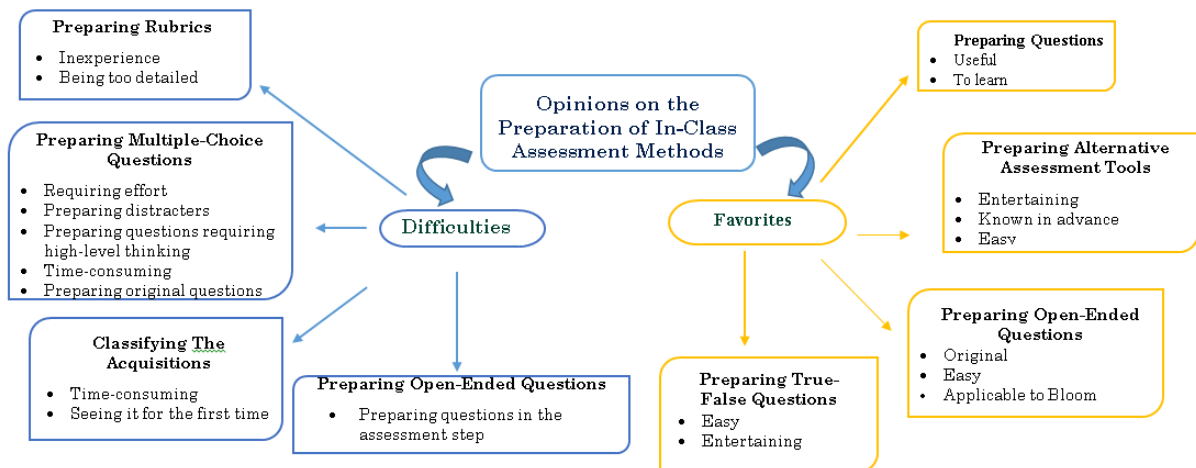 Opinions on the
Preparation of In-Class
Assessment Methods
Difficulties
Preparing Rubrics
• Inexperience
• Being too detailed
Preparing Multiple-Choice
Questions
• Requiring effort
• Preparing distracters
• Preparing questions requiring
high-level thinking
• Time-consuming
• Preparing original questions
Classifying The
Acquisitions
• Time-consuming
• Seeing it for the first time
Preparing Open-Ended Questions
• Preparing questions in the
assessment step
Favorites
Preparing Questions
• Useful
• To learn
Preparing Alternative
Assessment Tools
• Entertaining
• Known in advance
• Easy
Preparing Open-Ended
Questions
• Original
• Easy
• Applicable to Bloom
Preparing True-
False Questions
• Easy
• Entertaining